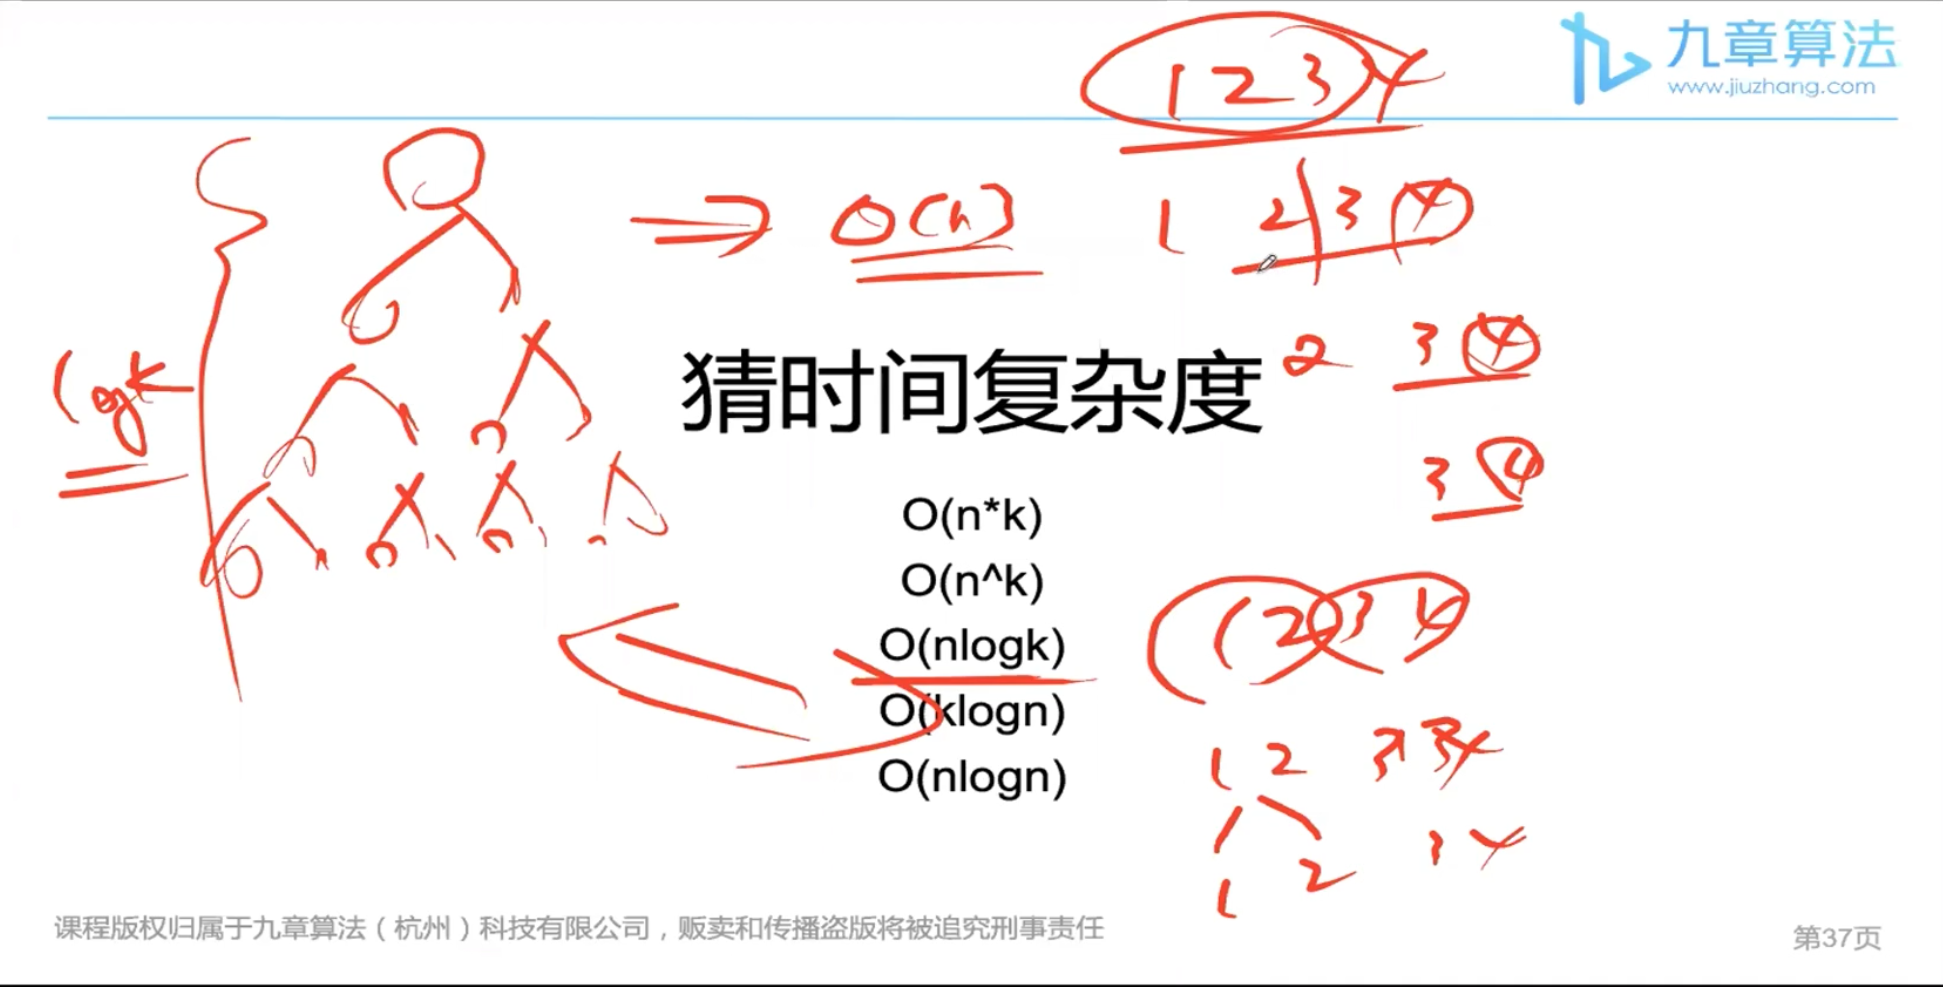 九章算法
www.jiuzhang.com
1 2 3 4
O(n)
1 2 3 4
猜时间复杂度
2 3 4
logk
3 4
O(n*k)
O(n^k)
O(nlogk)
1 2 3 4
O(klogn)
1 2
O(nlogn)
3 4
1 2
课程版权归属于九章算法（杭州）科技有限公司，贩卖和传播盗版将被追究刑事责任
第37页